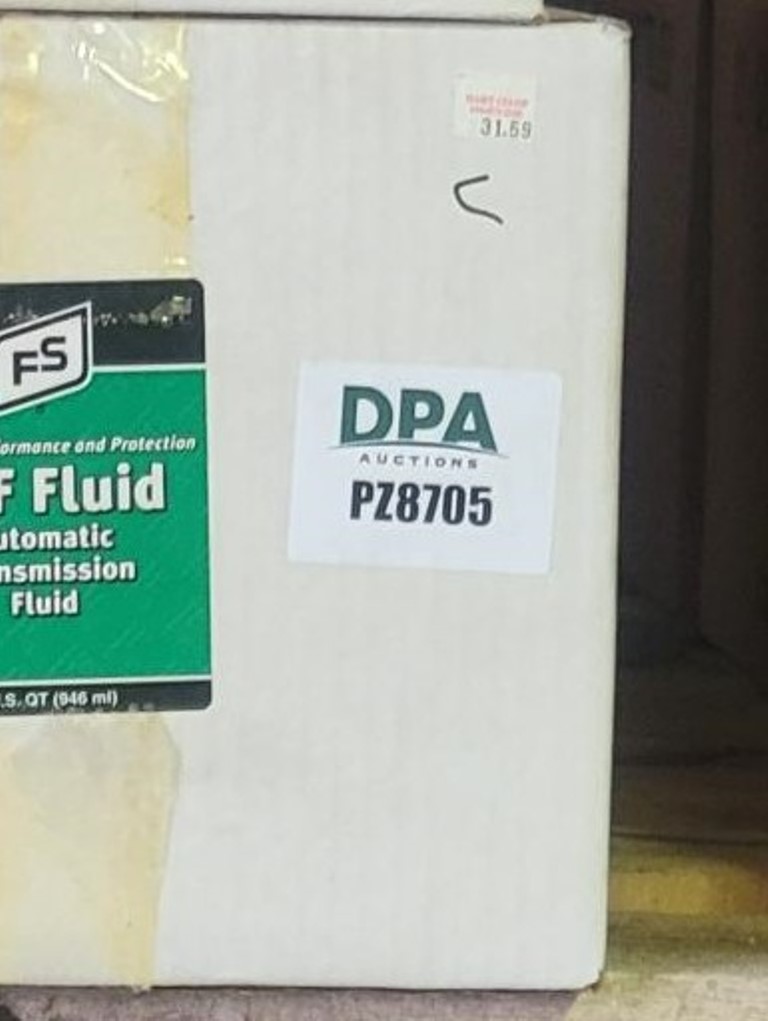 31.59
FS
ormance and Protection
F Fluid
utomatic
nsmission
Fluid
.S. QT (946 ml)
DPA
AUCTIONS
PZ8705